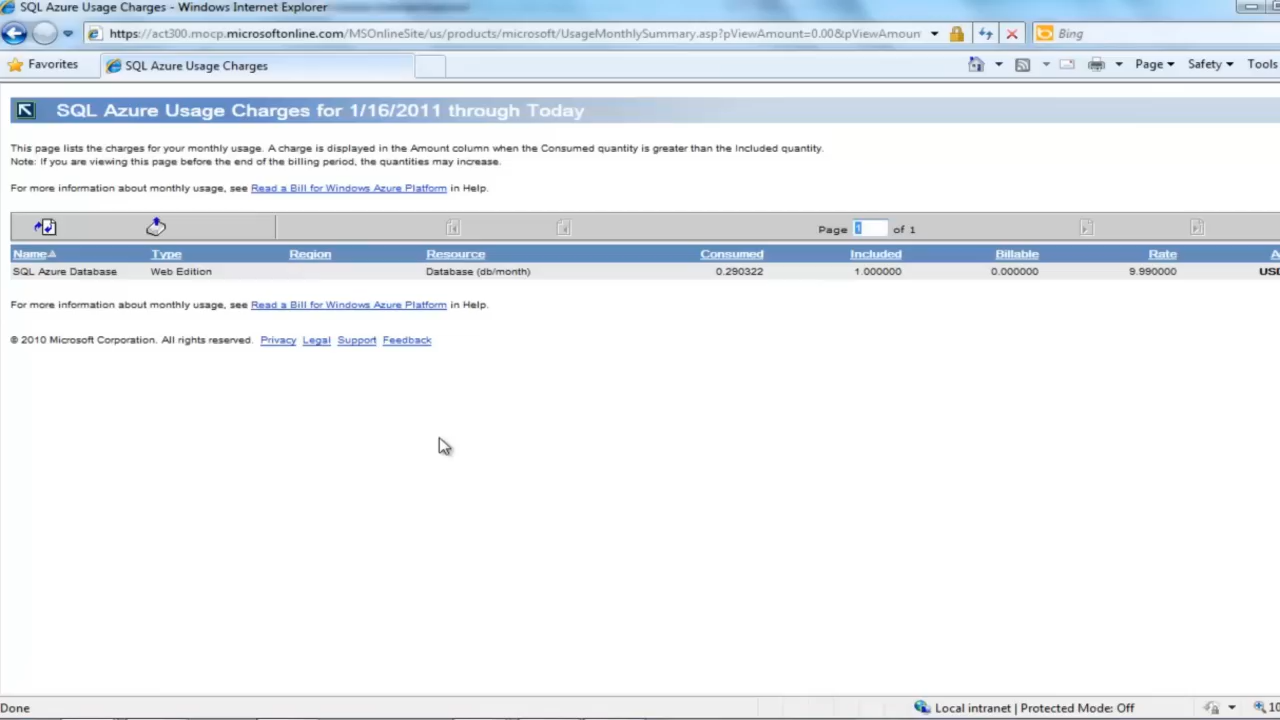 SQL Azure Usage Charges - Windows Internet Explorer
https://act300.mocp.microsoftonline.com/MSOnlineSite/us/products/microsoft/UsageMonthlySummary.asp?pViewAmount=0.00&pViewAmoun
Bing
Favorites
SQL Azure Usage Charges
Page
Safety
Tools
SQL Azure Usage Charges for 1/16/2011 through Today
This page lists the charges for your monthly usage. A charge is displayed in the Amount column when the Consumed quantity is greater than the Included quantity.
Note: If you are viewing this page before the end of the billing period, the quantities may increase.
For more information about monthly usage, see Read a Bill for Windows Azure Platform in Help.
Page 1 of 1
Name Type Region Resource Consumed Included Billable Rate A
SQL Azure Database Web Edition Database (db/month) 0.290322 1.000000 0.000000 9.990000 USD
For more information about monthly usage, see Read a Bill for Windows Azure Platform in Help.
© 2010 Microsoft Corporation. All rights reserved. Privacy Legal Support Feedback
Done
Local intranet | Protected Mode: Off
10